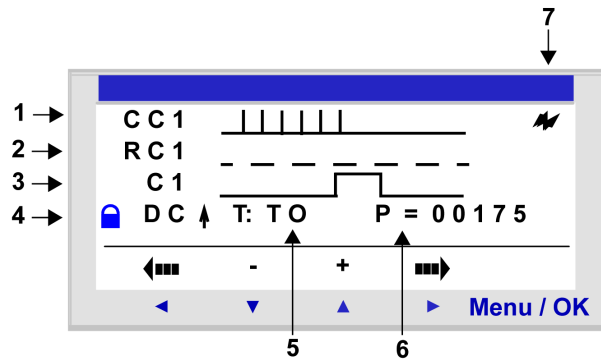 7
1 CC1
2 RC1
3 C1
4 DC T: TO P = 00175
- +
Menu / OK
5 6